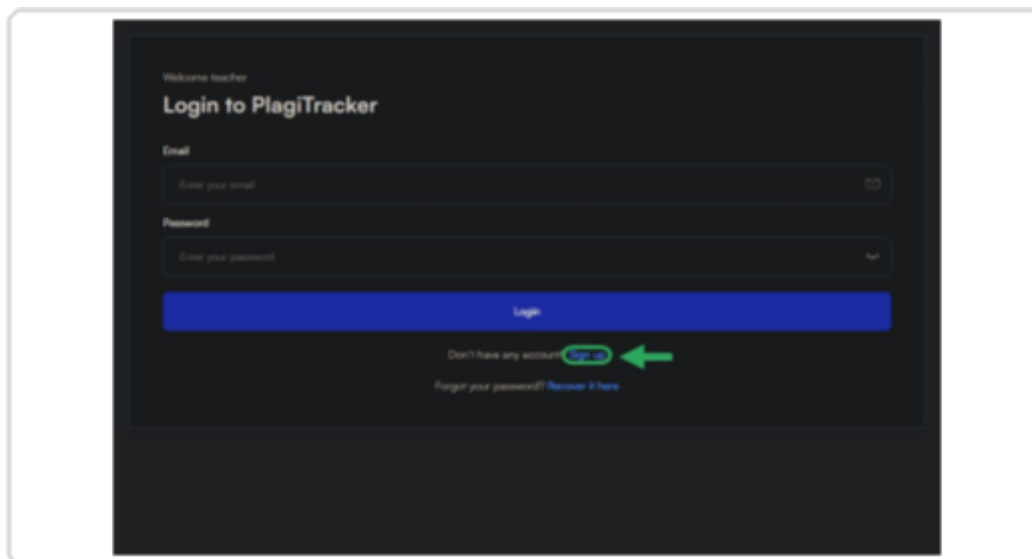 Welcome teacher
Login to PlagiTracker
Email
Enter your email
Password
Enter your password
Login
Don't have any account? Sign up
Forgot your password? Recover it here